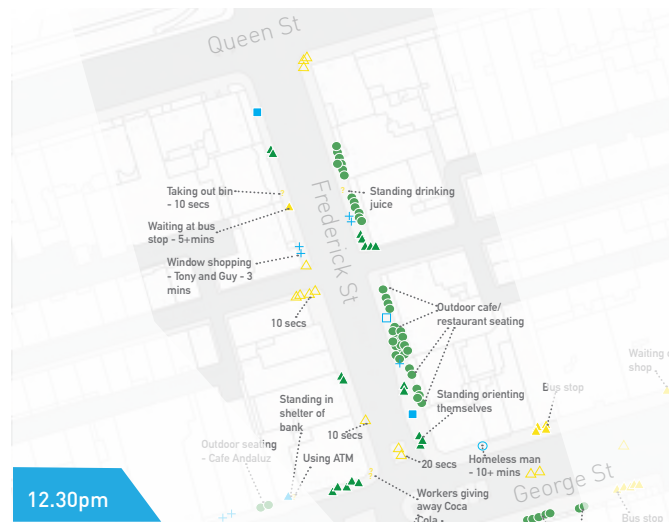 Queen St
Taking out bin
- 10 secs
Standing drinking
juice
Waiting at bus
stop - 5+mins
Frederick St
Window shopping
- Tony and Guy - 3
mins
Outdoor cafe/
restaurant seating
10 secs
Waiting
shop
Bus stop
Standing in
shelter of
bank
Standing orienting
themselves
10 secs
Outdoor seating
- Cafe Andaluz
Using ATM
20 secs
Homeless man
- 10+ mins
George St
12.30pm
Workers giving
away Coca
Cola -
Bus stop